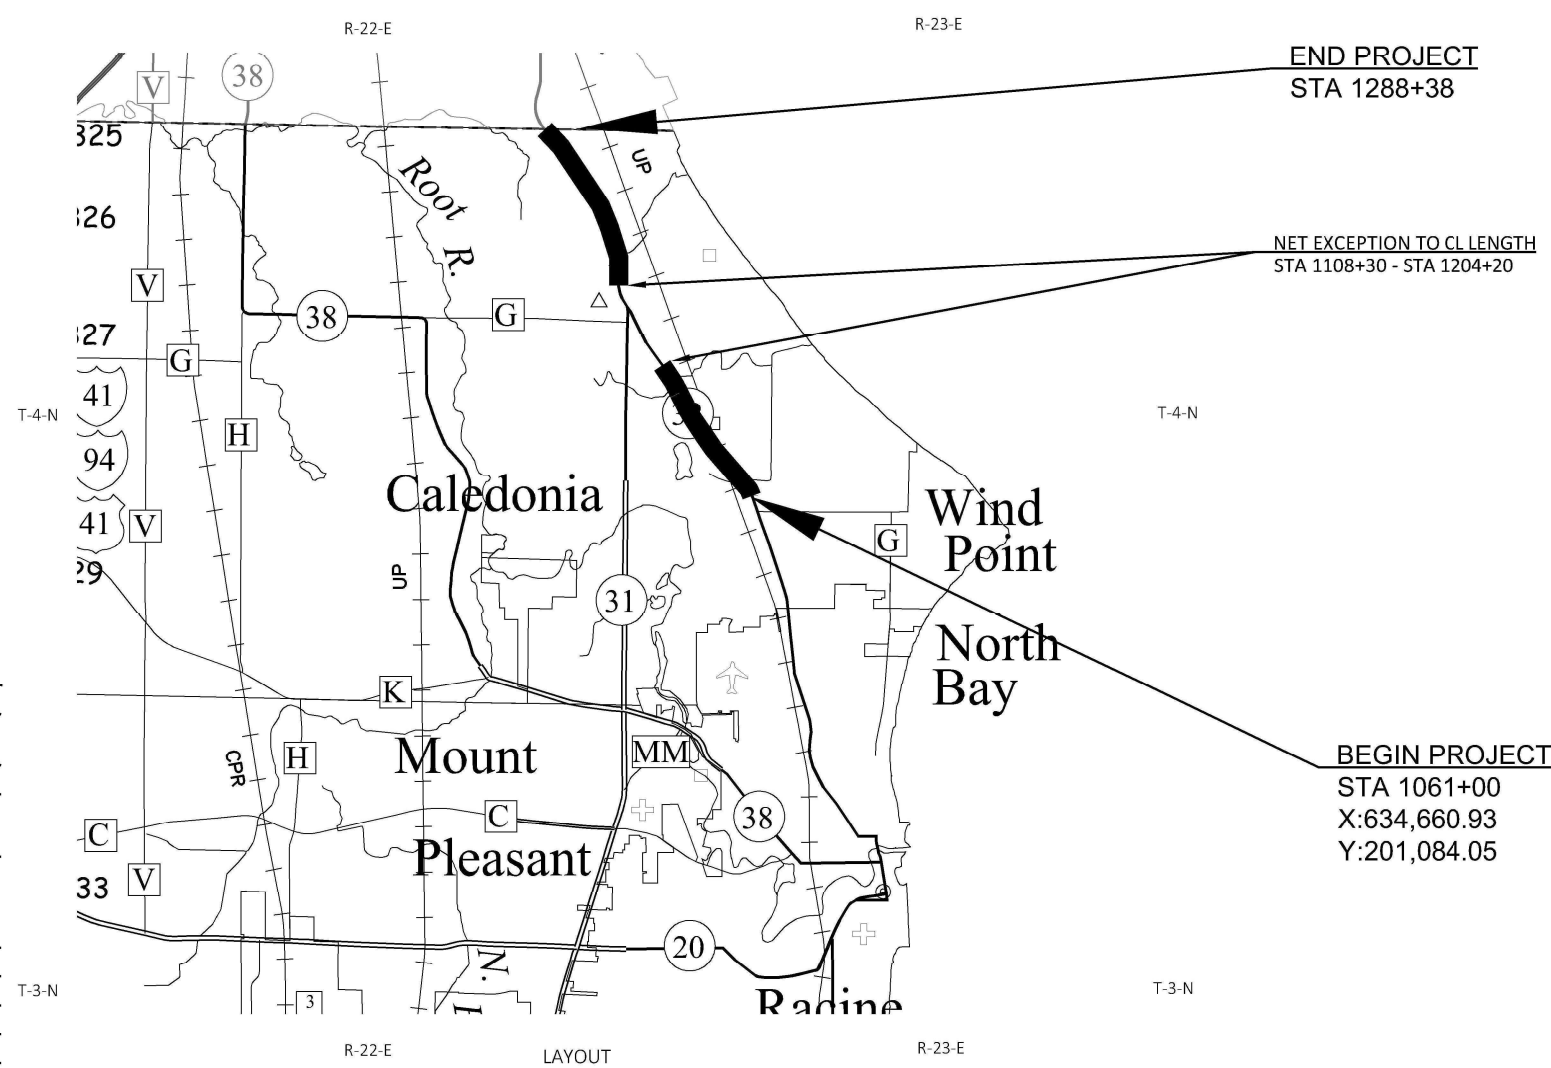 R-22-E
R-23-E
END PROJECT
STA 1288+38
V
38
325
UP
Root
R.
326
NET EXCEPTION TO CL LENGTH
STA 1108+30 - STA 1204+20
V
38
G
327
G
41
T-4-N
T-4-N
H
94
Caledonia
41
V
Wind
Point
G
29
UP
31
North
Bay
K
CPR
H
Mount
MM
BEGIN PROJECT
STA 1061+00
X:634,660.93
Y:201,084.05
C
C
38
Pleasant
V
33
20
N.
T-3-N
T-3-N
3
Racine
R-22-E
LAYOUT
R-23-E